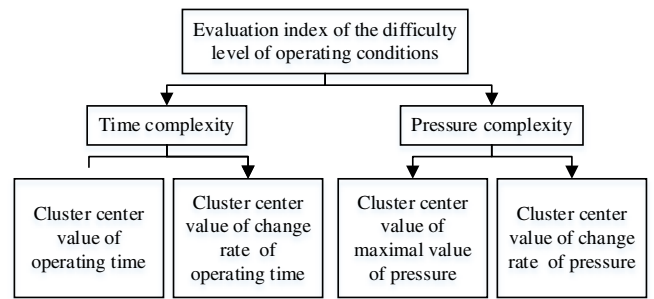 Evaluation index of the difficulty
level of operating conditions
Time complexity
Pressure complexity
Cluster center
value of
operating time
Cluster center
value of change
rate of
operating time
Cluster center
value of
maximal value
of pressure
Cluster center
value of change
rate of pressure